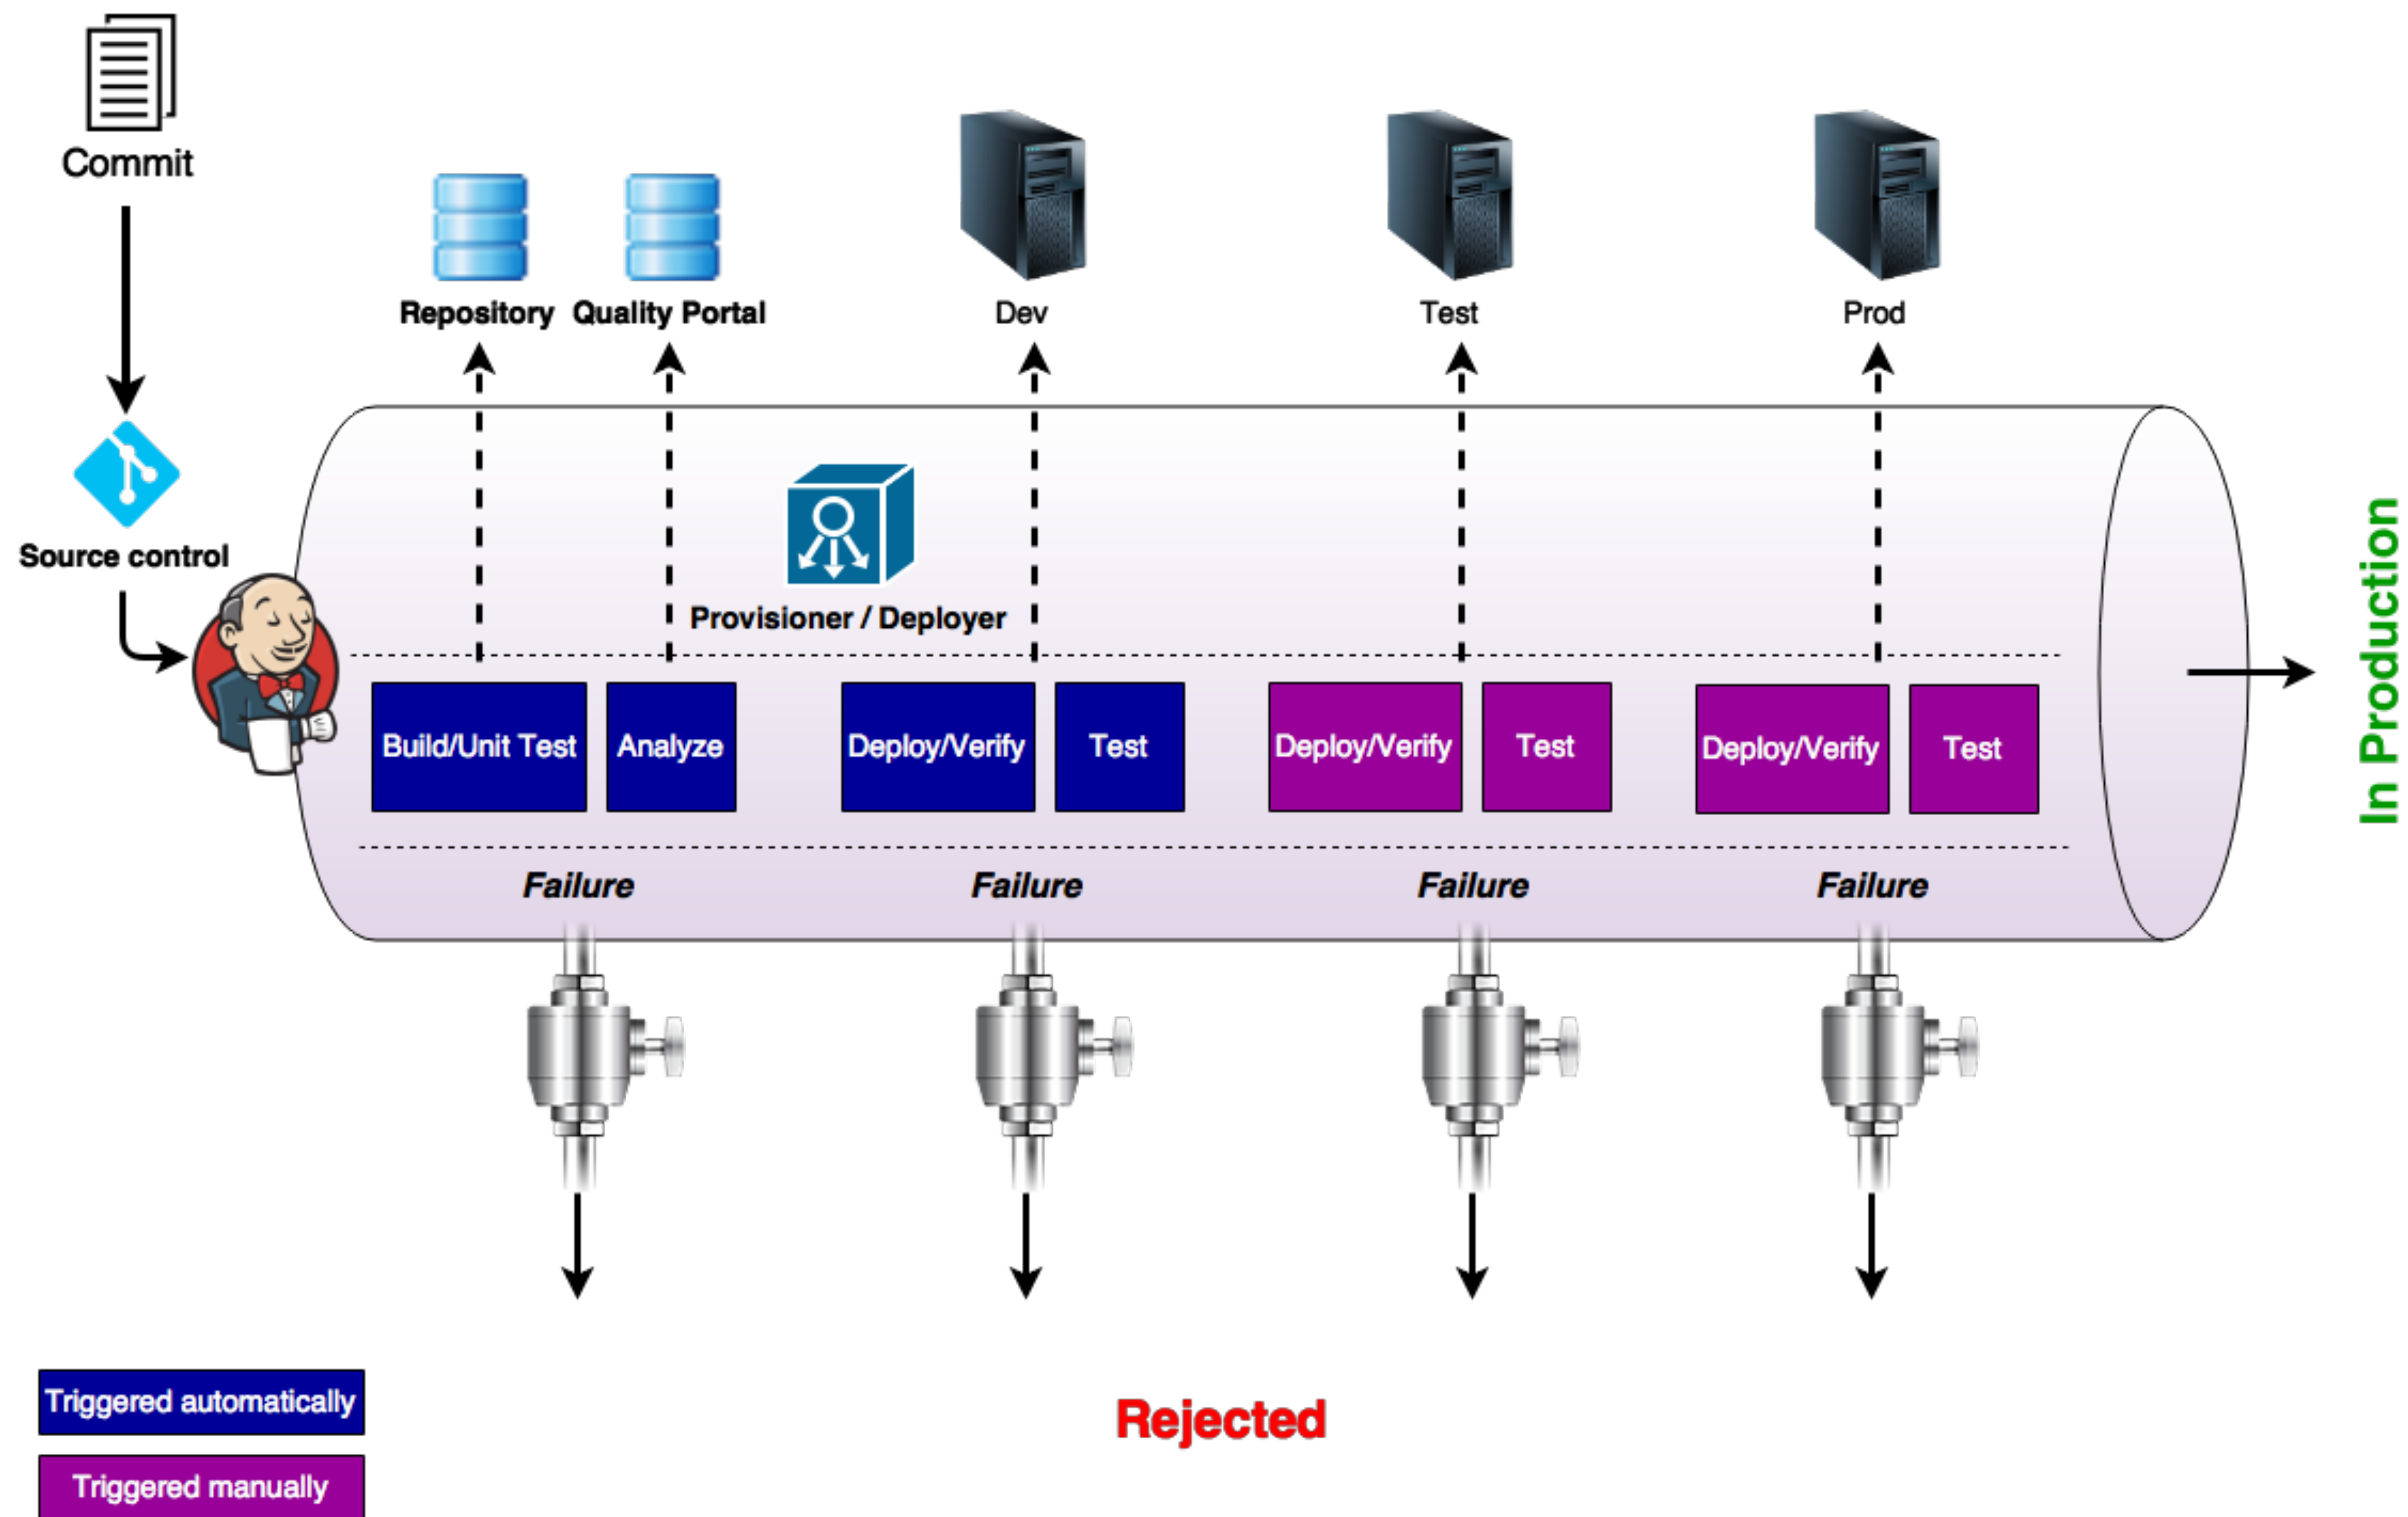 Commit
Repository
Quality Portal
Dev
Test
Prod
Source control
Provisioner / Deployer
Build/Unit Test
Analyze
Deploy/Verify
Test
Deploy/Verify
Test
Deploy/Verify
Test
In Production
Failure
Failure
Failure
Failure
Triggered automatically
Rejected
Triggered manually